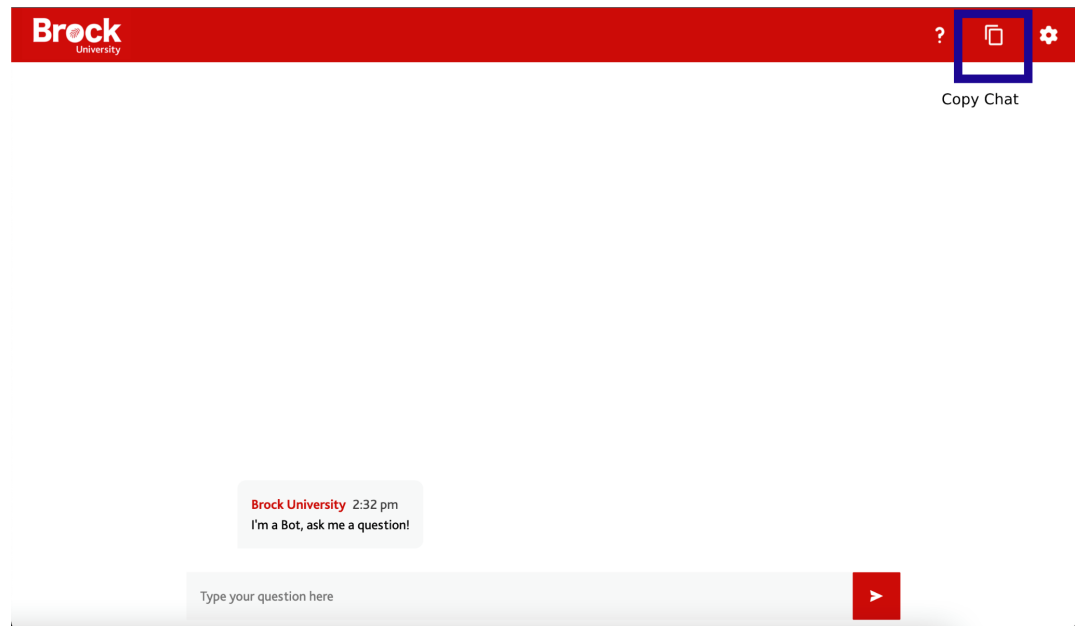 Brock
University
?
Copy Chat
Brock University 2:32 pm
I'm a Bot, ask me a question!
Type your question here